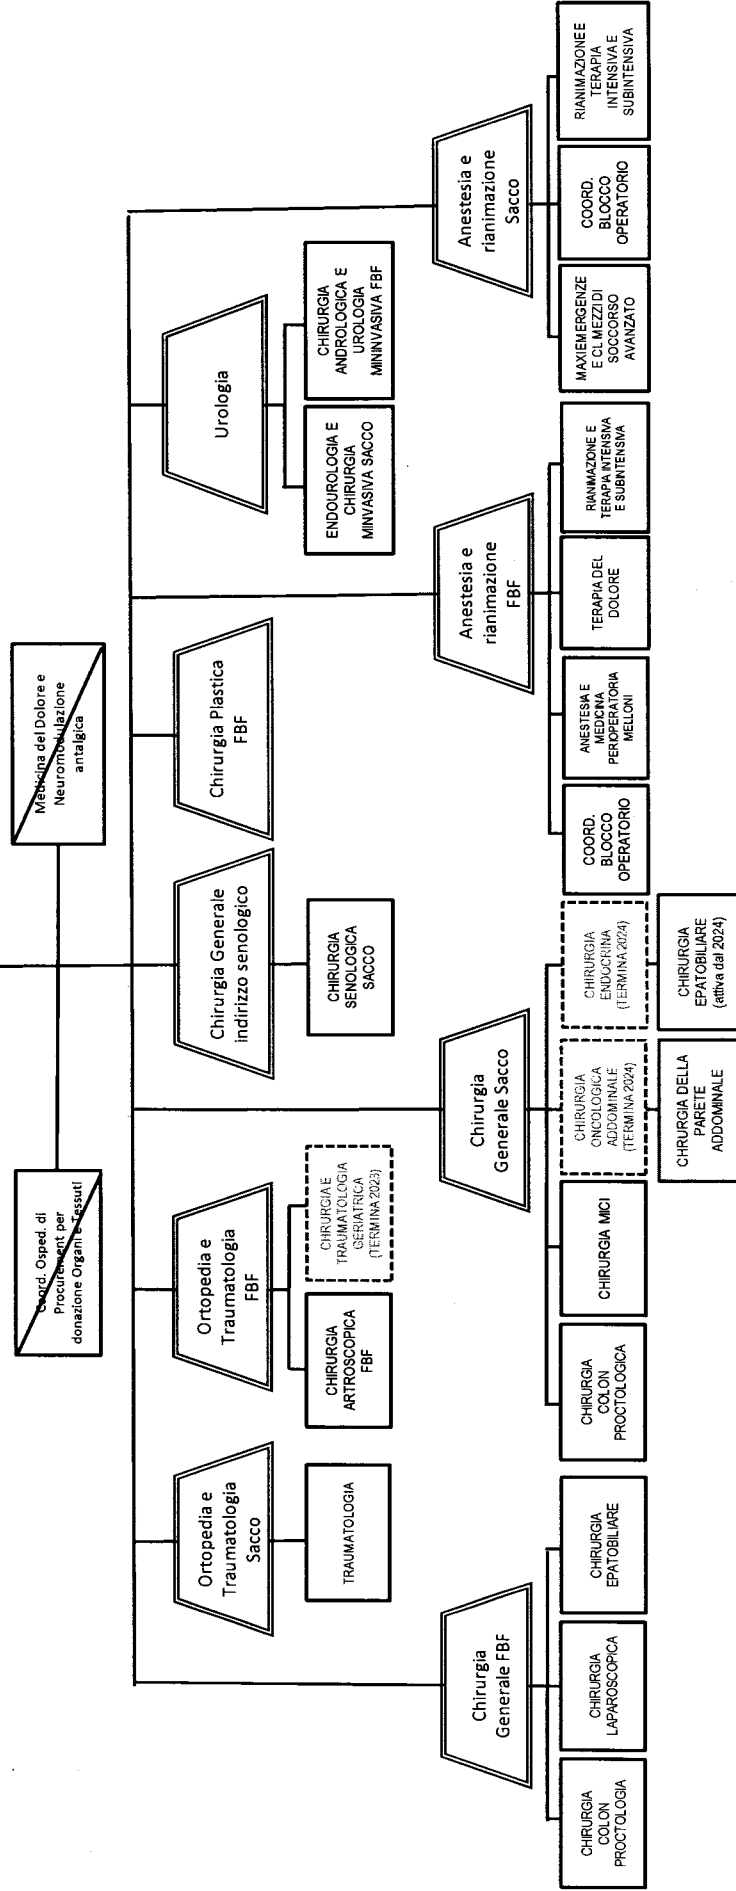 Coord. Osped. di
Procurement per
donazione Organi e Tessuti
Medicina del Dolore e
Neuromodulazione
antalgica
Ortopedia e
Traumatologia
Sacco
TRAUMATOLOGIA
Ortopedia e
Traumatologia
FBF
CHIRURGIA
ARTROSCOPICA
FBF
CHIRURGIA E
TRAUMATOLOGIA
GERIATRICA
(TERMINA 2023)
Chirurgia Generale
indirizzo senologico
CHIRURGIA
SENOLOGICA
SACCO
Chirurgia Plastica
FBF
Urologia
ENDOUROLOGIA E
CHIRURGIA
MINVASIVA SACCO
CHIRURGIA
ANDROLOGICA E
UROLOGIA
MININVASIVA FBF
Chirurgia
Generale FBF
CHIRURGIA
COLON
PROCTOLOGIA
CHIRURGIA
LAPAROSCOPICA
CHIRURGIA
EPATOBILIARE
Chirurgia
Generale Sacco
CHIRURGIA
COLON
PROCTOLOGICA
CHIRURGIA MICI
CHIRURGIA
ONCOLOGICA
ADDOMINALE
(TERMINA 2024)
CHIRURGIA
ENDOCRINA
(TERMINA 2024)
CHRURGIA DELLA
PARETE
ADDOMINALE
CHIRURGIA
EPATOBILIARE
(attiva dal 2024)
Anestesia e
rianimazione
FBF
COORD.
BLOCCO
OPERATORIO
ANESTESIA E
MEDICINA
PERIOPERATORIA
MELLONI
TERAPIA DEL
DOLORE
RIANIMAZIONE E
TERAPIA INTENSIVA
E SUBINTENSIVA
Anestesia e
rianimazione
Sacco
MAXIEMERGENZE
E CL MEZZI DI
SOCCORSO
AVANZATO
COORD.
BLOCCO
OPERATORIO
RIANIMAZIONE E
TERAPIA
INTENSIVA E
SUBINTENSIVA